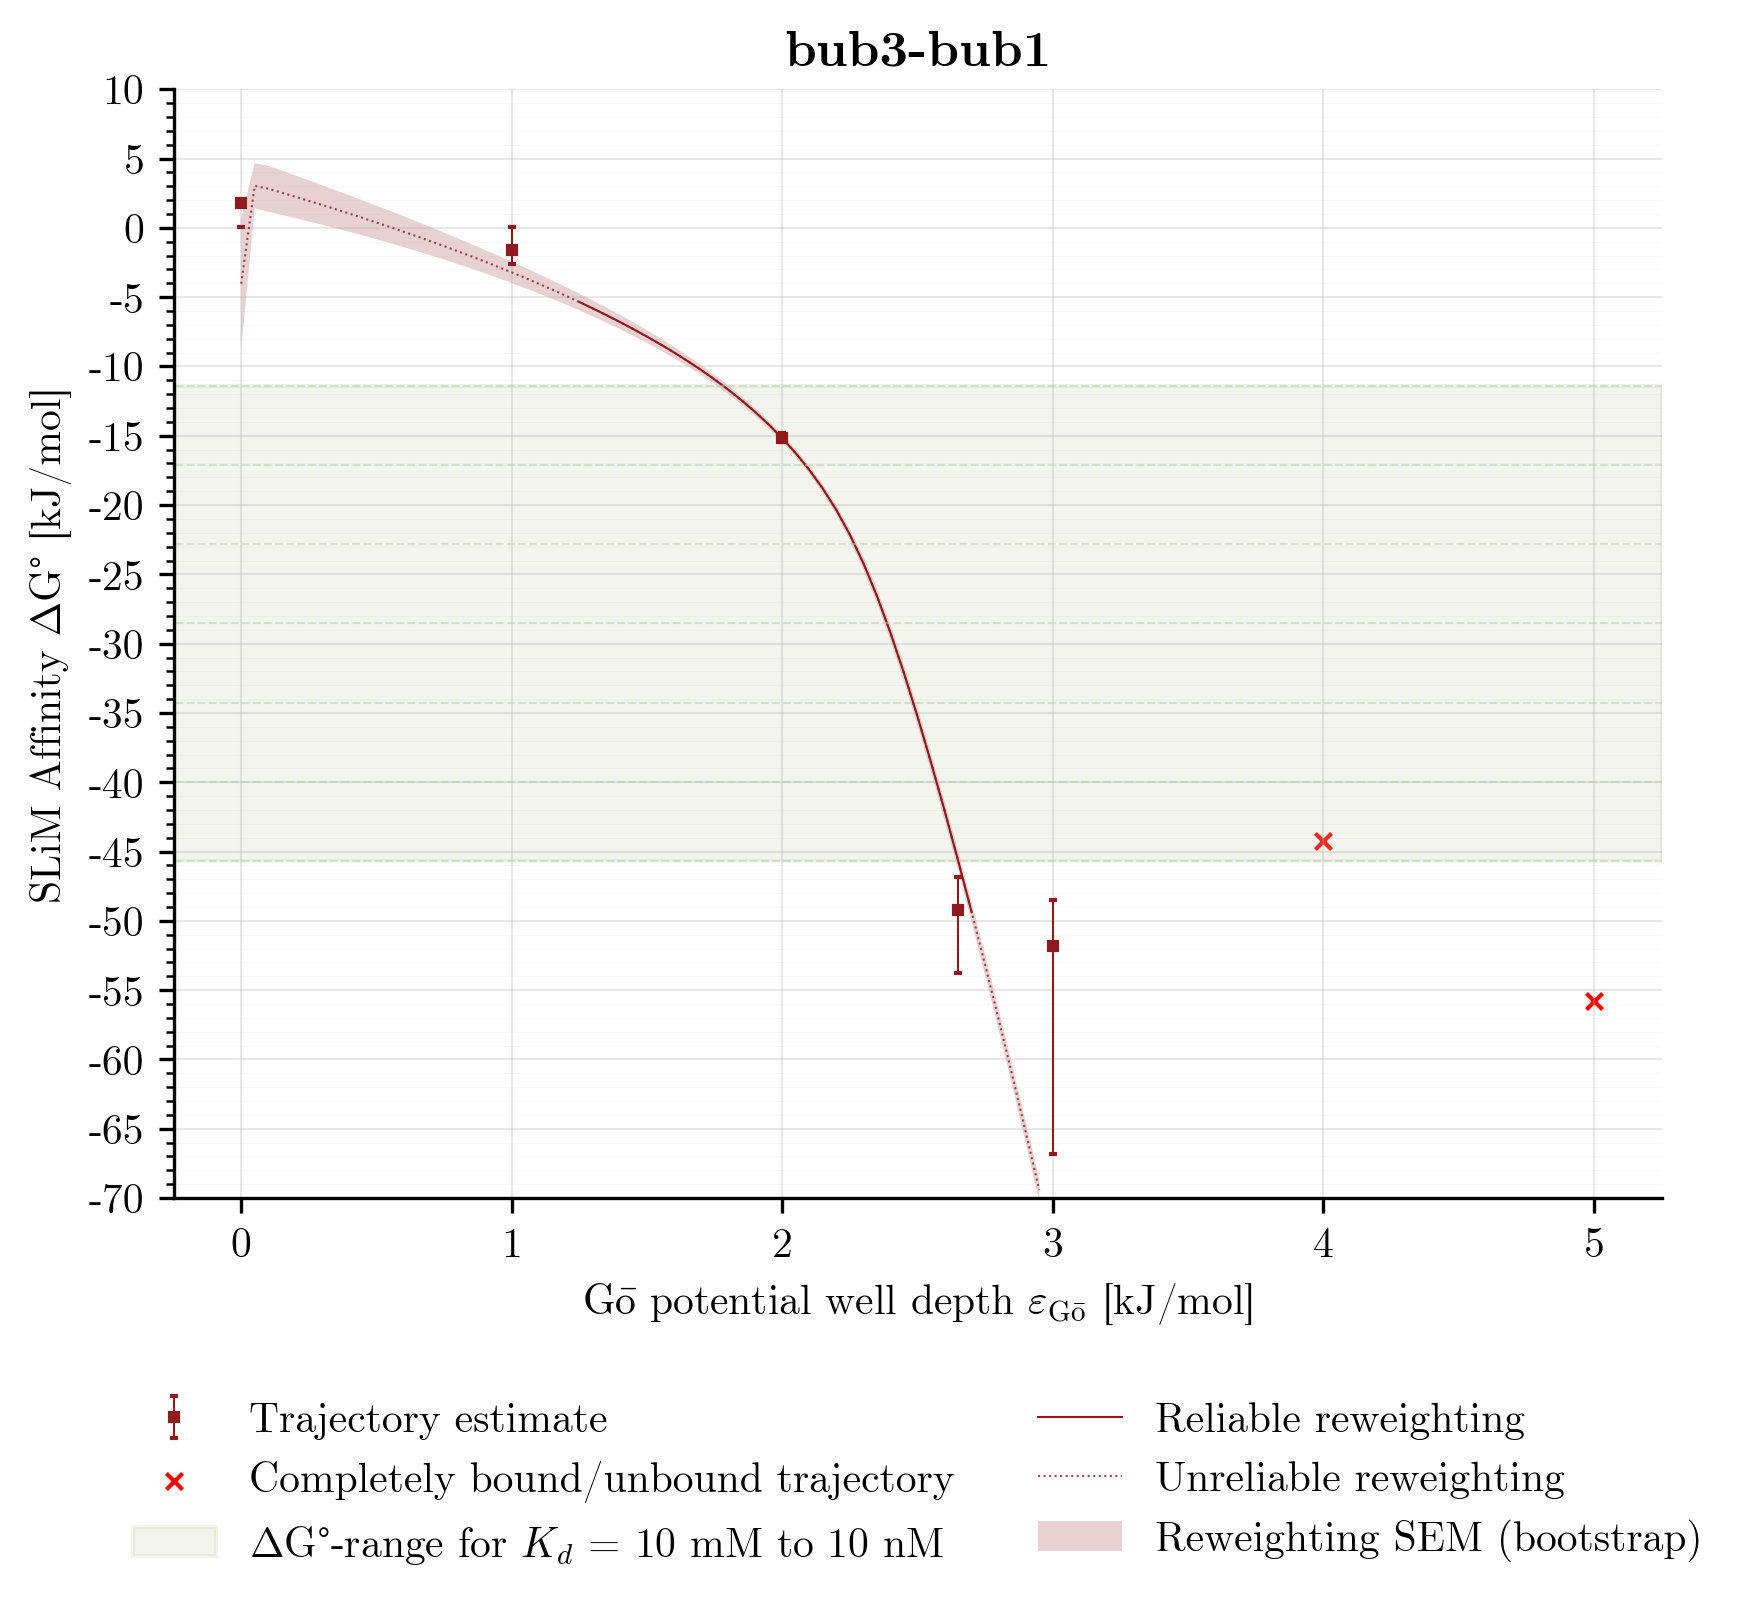 bub3-bub1
10
5
0
-5
-10
-15
-20
-25
-30
-35
-40
-45
-50
-55
-60
-65
-70
SLiM Affinity ΔG° [kJ/mol]
0 1 2 3 4 5
Gō potential well depth ε_Gō [kJ/mol]
Trajectory estimate
Completely bound/unbound trajectory
ΔG°-range for K_d = 10 mM to 10 nM
Reliable reweighting
Unreliable reweighting
Reweighting SEM (bootstrap)